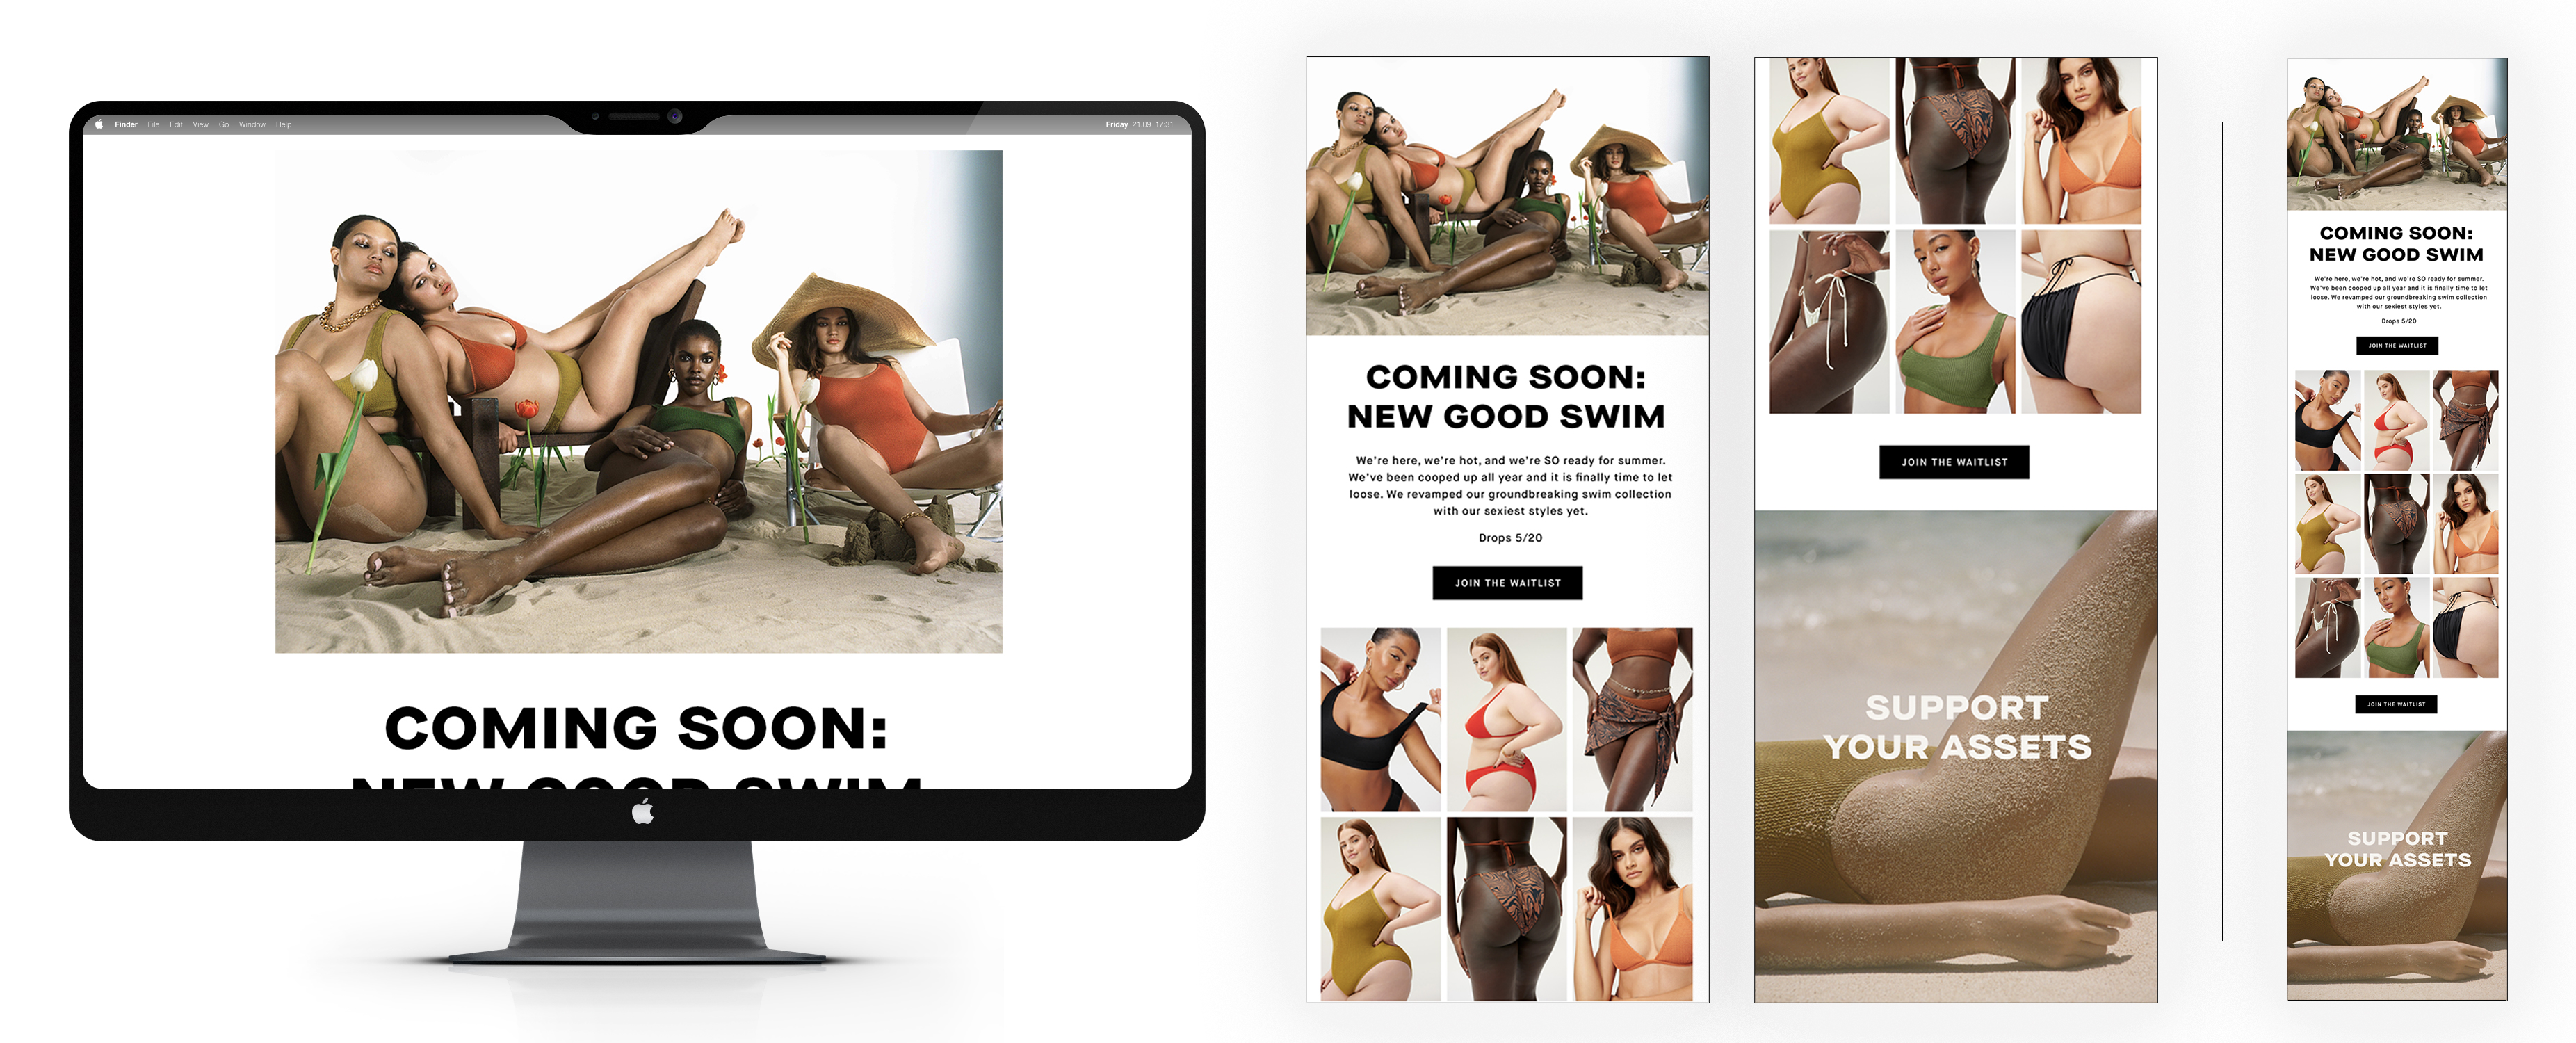 Finder File Edit View Go Window Help
Friday 21.09 17:31
COMING SOON:
NEW GOOD SWIM
COMING SOON:
NEW GOOD SWIM
We're here, we're hot, and we're SO ready for summer.
We've been cooped up all year and it is finally time to let
loose. We revamped our groundbreaking swim collection
with our sexiest styles yet.
Drops 5/20
JOIN THE WAITLIST
JOIN THE WAITLIST
SUPPORT
YOUR ASSETS
COMING SOON:
NEW GOOD SWIM
We're here, we're hot, and we're SO ready for summer.
We've been cooped up all year and it is finally time to let
loose. We revamped our groundbreaking swim collection
with our sexiest styles yet.
Drops 5/20
JOIN THE WAITLIST
JOIN THE WAITLIST
SUPPORT
YOUR ASSETS